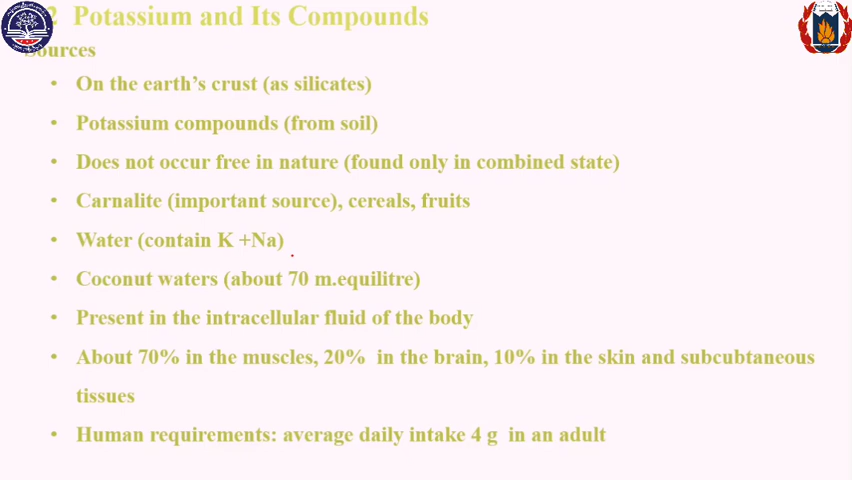 2 Potassium and Its Compounds
Sources
• On the earth's crust (as silicates)
• Potassium compounds (from soil)
• Does not occur free in nature (found only in combined state)
• Carnalite (important source), cereals, fruits
• Water (contain K +Na)
• Coconut waters (about 70 m.equilitre)
• Present in the intracellular fluid of the body
• About 70% in the muscles, 20% in the brain, 10% in the skin and subcubtaneous
tissues
• Human requirements: average daily intake 4 g in an adult